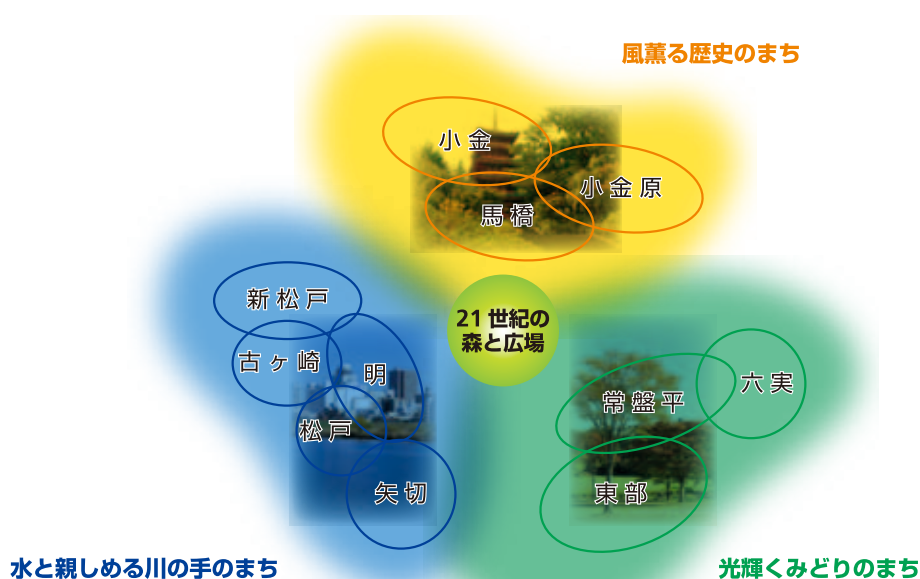 風薫る歴史のまち
小金
小金原
馬橋
新松戸
21世紀の
森と広場
古ヶ崎
明
六実
常盤平
松戸
矢切
東部
水と親しめる川の手のまち
光輝くみどりのまち